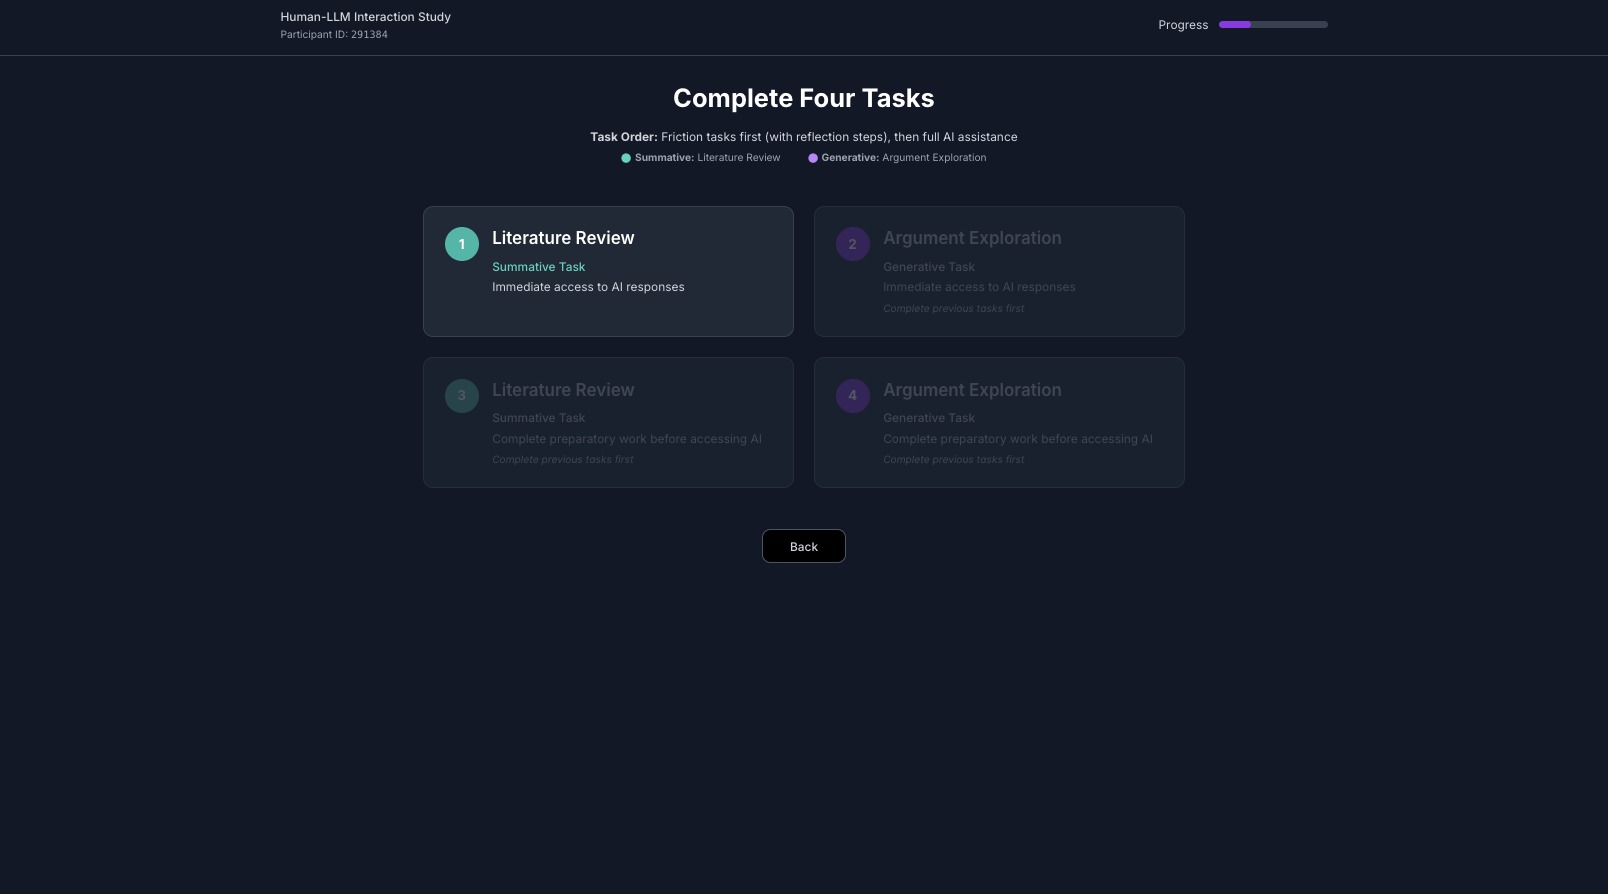 Human-LLM Interaction Study
Participant ID: 291384
Progress
Complete Four Tasks
Task Order: Friction tasks first (with reflection steps), then full AI assistance
Summative: Literature Review
Generative: Argument Exploration
1
Literature Review
Summative Task
Immediate access to AI responses
2
Argument Exploration
Generative Task
Immediate access to AI responses
Complete previous tasks first
3
Literature Review
Summative Task
Complete preparatory work before accessing AI
Complete previous tasks first
4
Argument Exploration
Generative Task
Complete preparatory work before accessing AI
Complete previous tasks first
Back